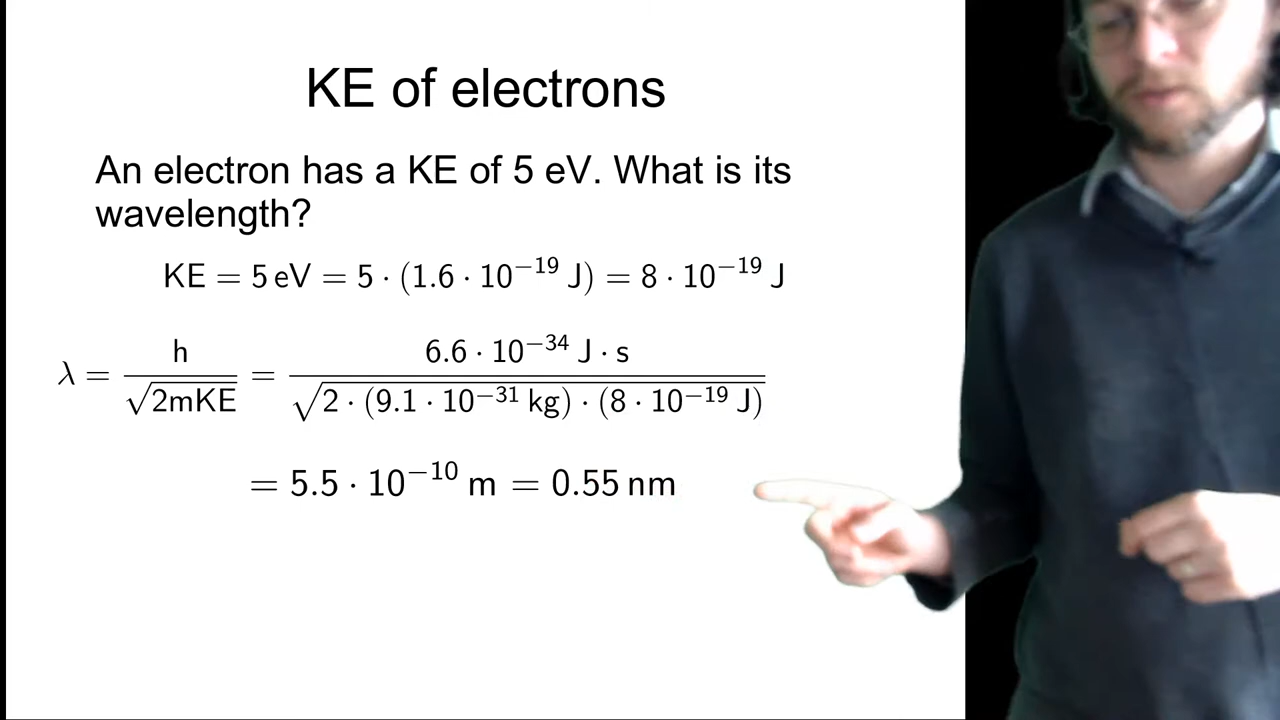 KE of electrons
An electron has a KE of 5 eV. What is its
wavelength?
KE = 5 eV = 5 · (1.6 · 10⁻¹⁹ J) = 8 · 10⁻¹⁹ J
λ = h / √(2mKE) = 6.6 · 10⁻³⁴ J · s / √(2 · (9.1 · 10⁻³¹ kg) · (8 · 10⁻¹⁹ J))
= 5.5 · 10⁻¹⁰ m = 0.55 nm